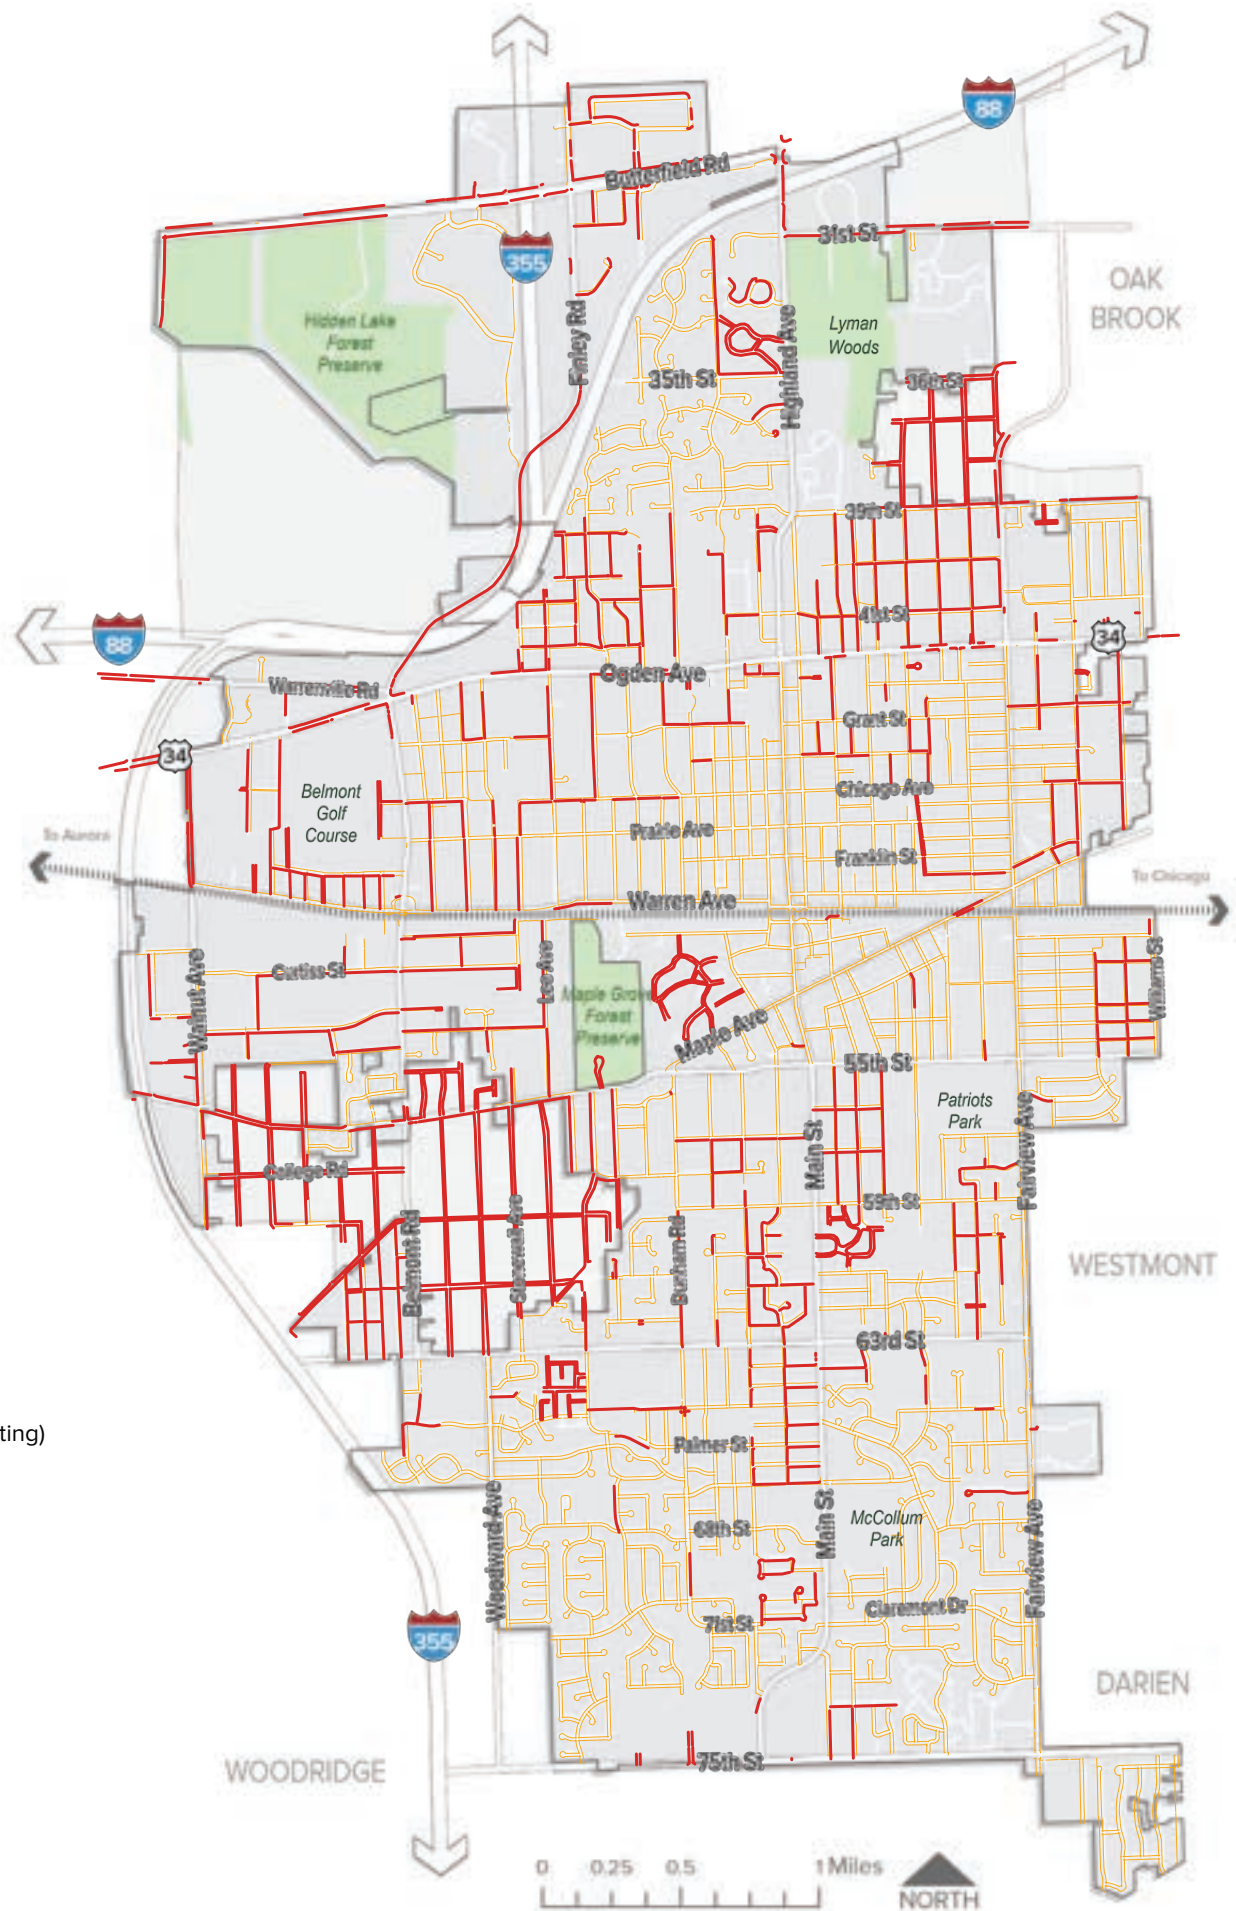 88
Butterfield Rd
31st St
355
OAK
BROOK
Hidden Lake
Forest
Preserve
Finley Rd
Highland Ave
Lyman
Woods
35th St
36th St
39th St
41st St
88
34
Ogden Ave
Warrenville Rd
Grant St
34
Belmont
Golf
Course
Chicago Ave
To Aurora
Prairie Ave
Franklin St
To Chicago
Warren Ave
Walnut Ave
Curtiss St
Lee Ave
Maple Grove
Forest
Preserve
Williams St
Maple Ave
55th St
Patriots
Park
Main St
Fairview Ave
College Rd
59th St
Belmont Rd
Stonewall Ave
Dunham Rd
WESTMONT
63rd St
ting)
Palmer St
Woodward Ave
Main St
McCollum
Park
68th St
Fairview Ave
Claremont Dr
71st St
355
DARIEN
WOODRIDGE
75th St
0 0.25 0.5 1 Miles
NORTH